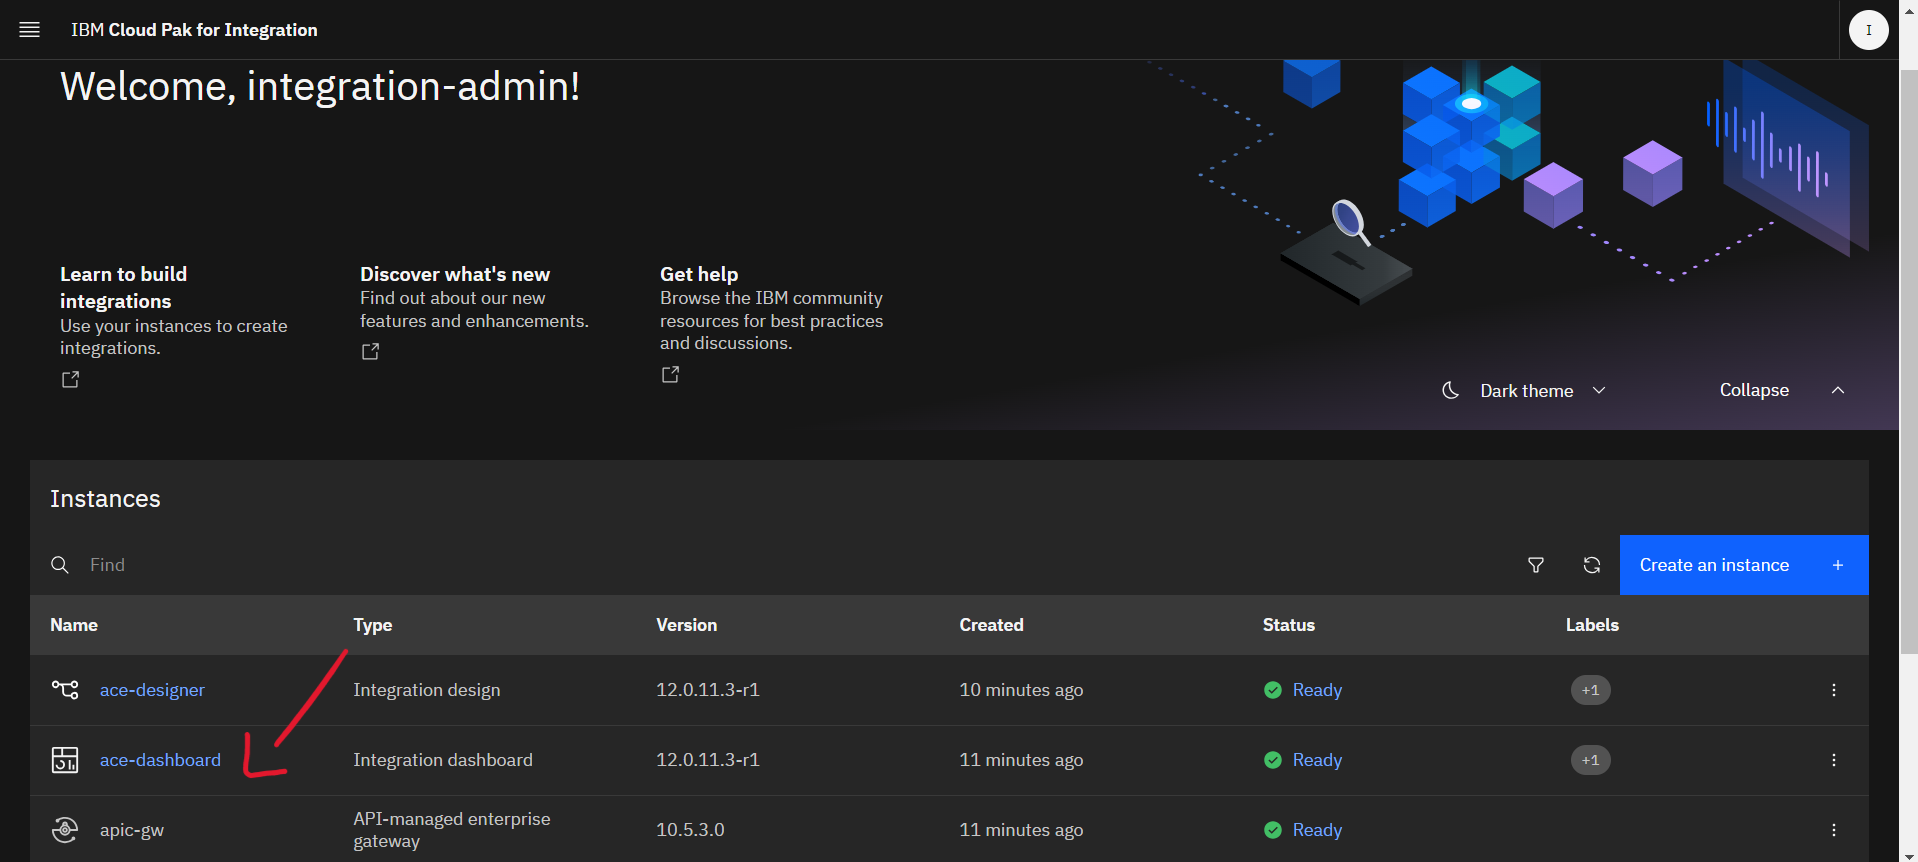 IBM Cloud Pak for Integration
I
Welcome, integration-admin!
Learn to build
integrations
Use your instances to create
integrations.
Discover what's new
Find out about our new
features and enhancements.
Get help
Browse the IBM community
resources for best practices
and discussions.
Dark theme
Collapse
Instances
Find
Create an instance +
Name Type Version Created Status Labels
ace-designer Integration design 12.0.11.3-r1 10 minutes ago Ready +1
ace-dashboard Integration dashboard 12.0.11.3-r1 11 minutes ago Ready +1
apic-gw API-managed enterprise gateway 10.5.3.0 11 minutes ago Ready